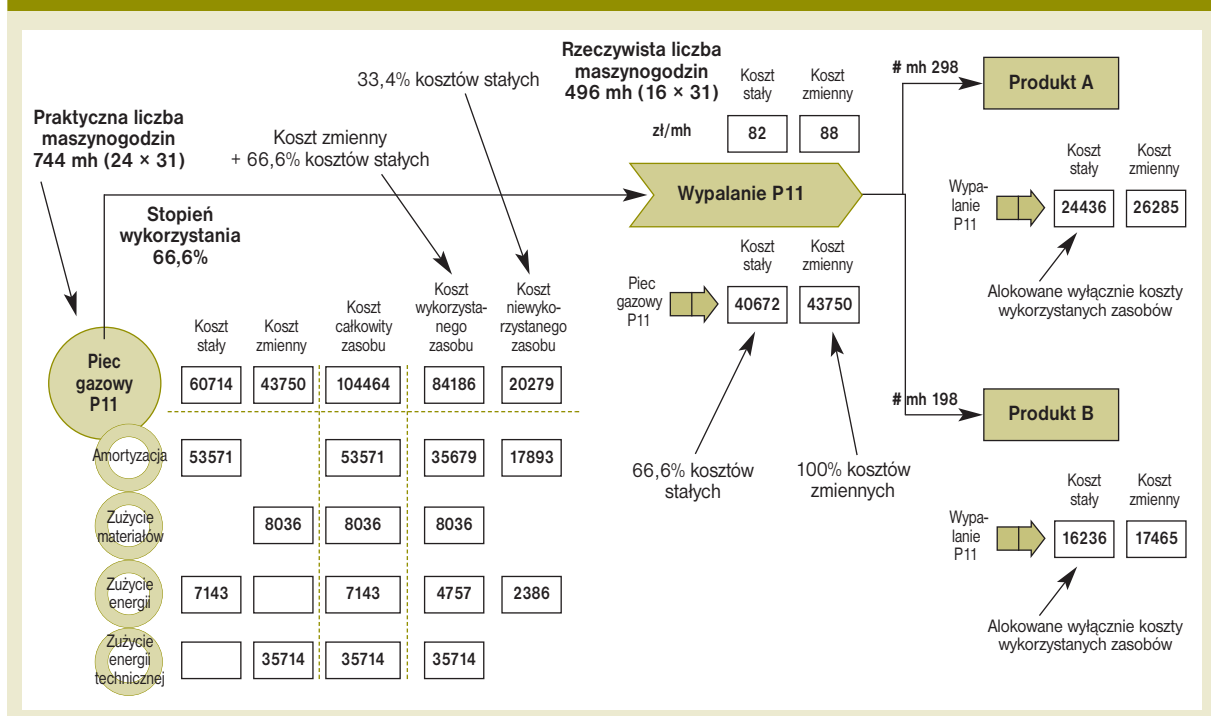 Praktyczna liczba
maszynogodzin
744 mh (24 × 31)
33,4% kosztów stałych
Koszt zmienny
+ 66,6% kosztów stałych
Stopień
wykorzystania
66,6%
Rzeczywista liczba
maszynogodzin
496 mh (16 × 31)
Koszt
stały
Koszt
zmienny
zł/mh
82
88
Wypalanie P11
Koszt
stały
Koszt
zmienny
Piec
gazowy
P11
40672
43750
66,6% kosztów
stałych
100% kosztów
zmiennych
Koszt
stały
Koszt
zmienny
Koszt
całkowity
zasobu
Koszt
wykorzysta-
nego
zasobu
Koszt
niewyko-
rzystanego
zasobu
Piec
gazowy
P11
60714
43750
104464
84186
20279
Amortyzacja
53571
53571
35679
17893
Zużycie
materiałów
8036
8036
8036
Zużycie
energii
7143
7143
4757
2386
Zużycie
energii
technicznej
35714
35714
35714
# mh 298
Produkt A
Koszt
stały
Koszt
zmienny
Wypa-
lanie
P11
24436
26285
Alokowane wyłącznie koszty
wykorzystanych zasobów
# mh 198
Produkt B
Koszt
stały
Koszt
zmienny
Wypa-
lanie
P11
16236
17465
Alokowane wyłącznie koszty
wykorzystanych zasobów